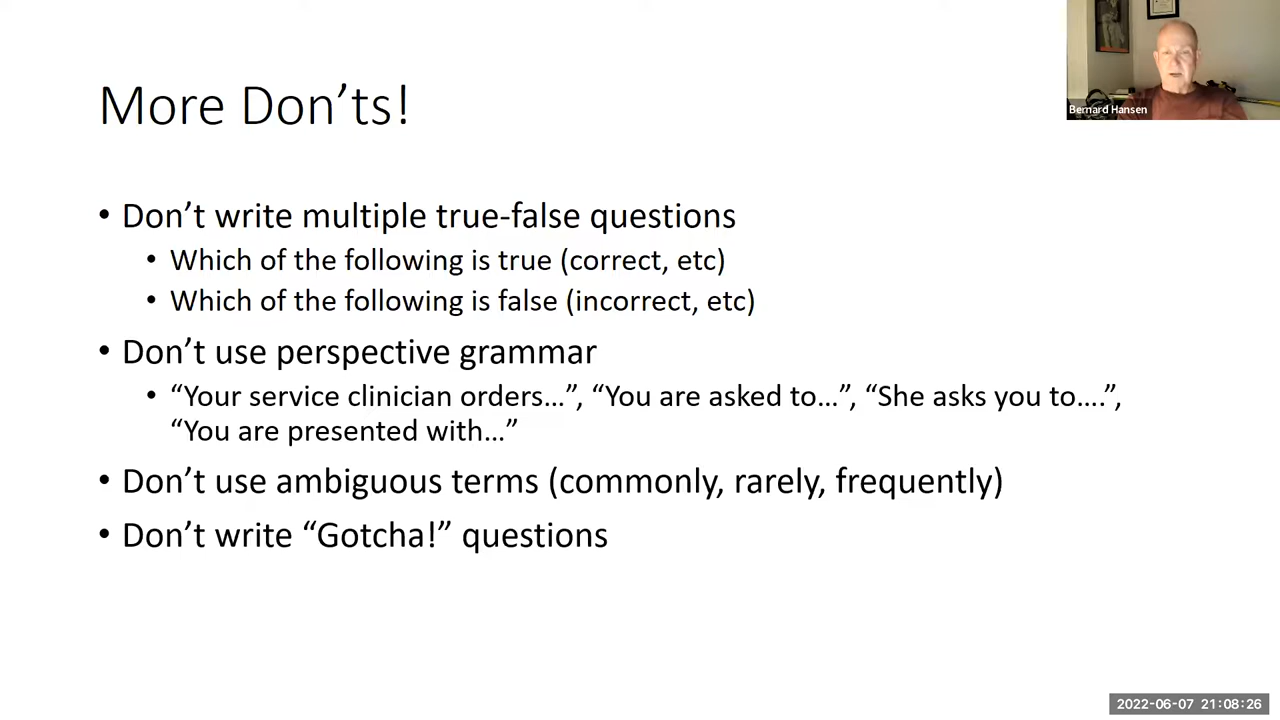 More Don’ts!
Bernard Hansen
• Don’t write multiple true-false questions
• Which of the following is true (correct, etc)
• Which of the following is false (incorrect, etc)
• Don’t use perspective grammar
• “Your service clinician orders…”, “You are asked to…”, “She asks you to….”,
“You are presented with…”
• Don’t use ambiguous terms (commonly, rarely, frequently)
• Don’t write “Gotcha!” questions
2022-06-07 21:08:26